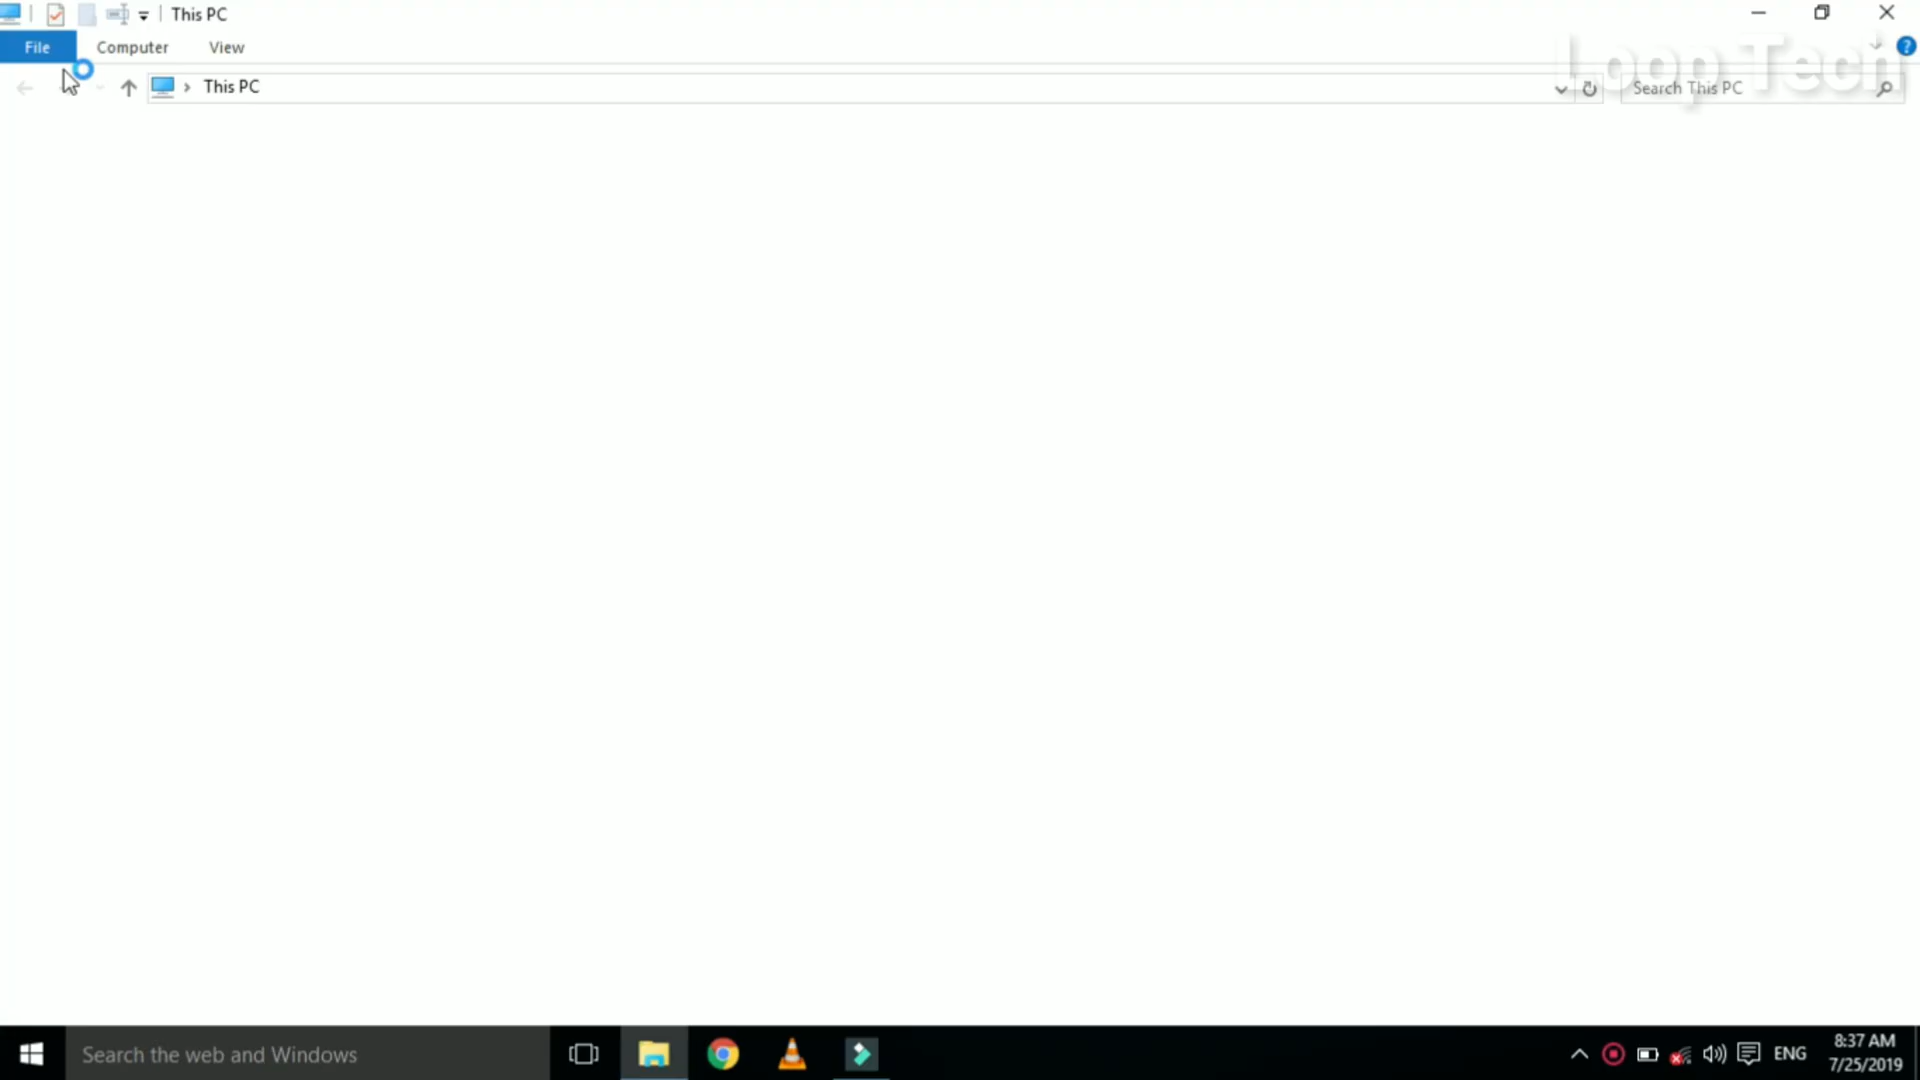 This PC
File Computer View
Loop Tech
This PC
Search This PC
Search the web and Windows
ENG
8:37 AM
7/25/2019